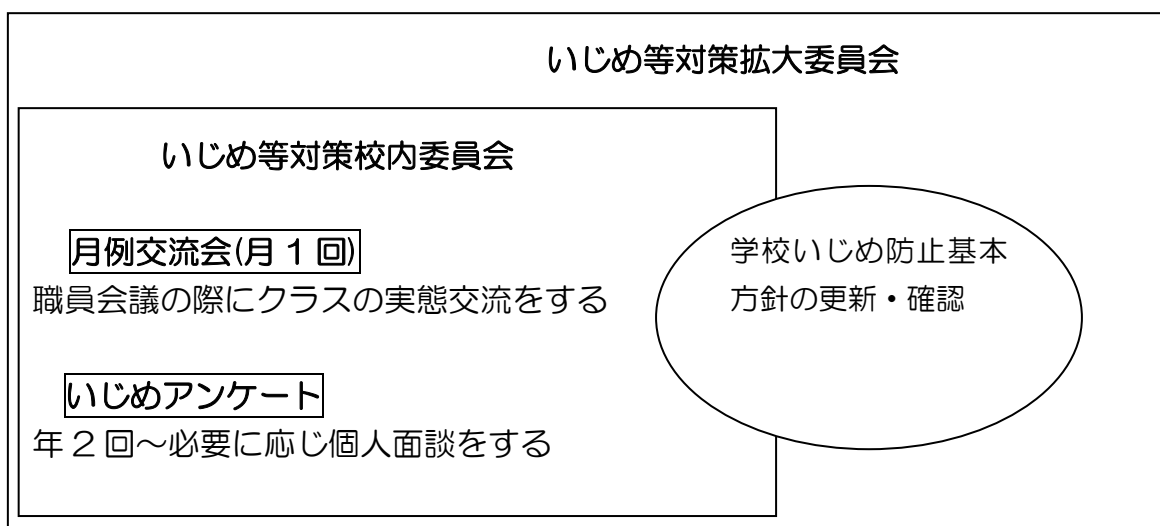 いじめ等対策拡大委員会
いじめ等対策校内委員会
月例交流会(月1回)
職員会議の際にクラスの実態交流をする
いじめアンケート
年2回～必要に応じ個人面談をする
学校いじめ防止基本
方針の更新・確認